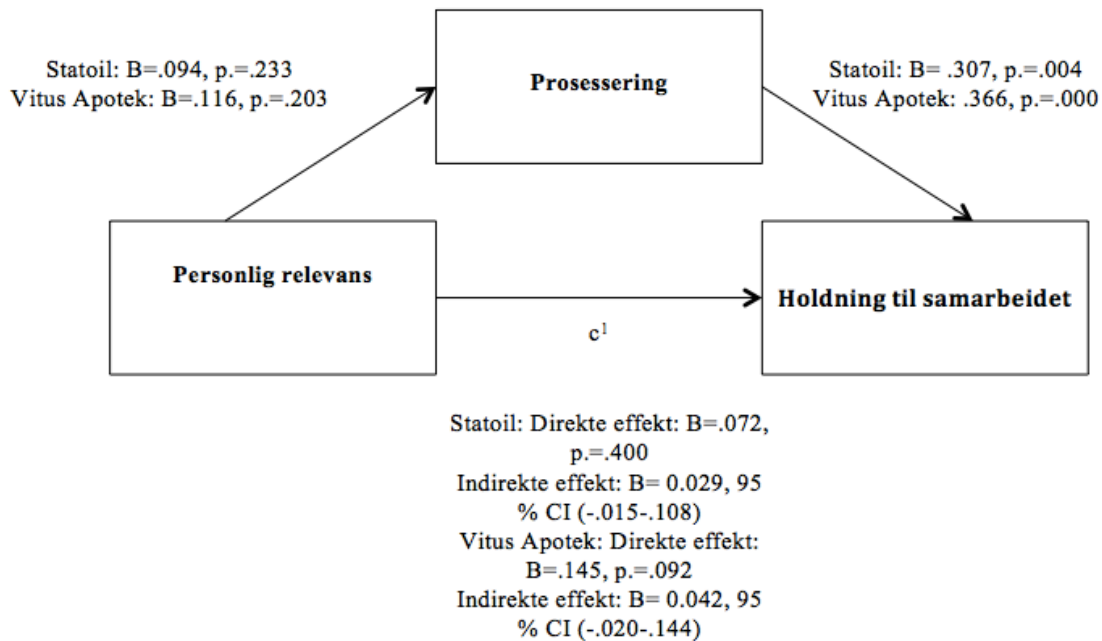 Prosessering
Statoil: B=.094, p.=.233
Vitus Apotek: B=.116, p.=.203
Statoil: B= .307, p.=.004
Vitus Apotek: .366, p.=.000
Personlig relevans
Holdning til samarbeidet
c¹
Statoil: Direkte effekt: B=.072,
p.=.400
Indirekte effekt: B= 0.029, 95
% CI (-.015-.108)
Vitus Apotek: Direkte effekt:
B=.145, p.=.092
Indirekte effekt: B= 0.042, 95
% CI (-.020-.144)